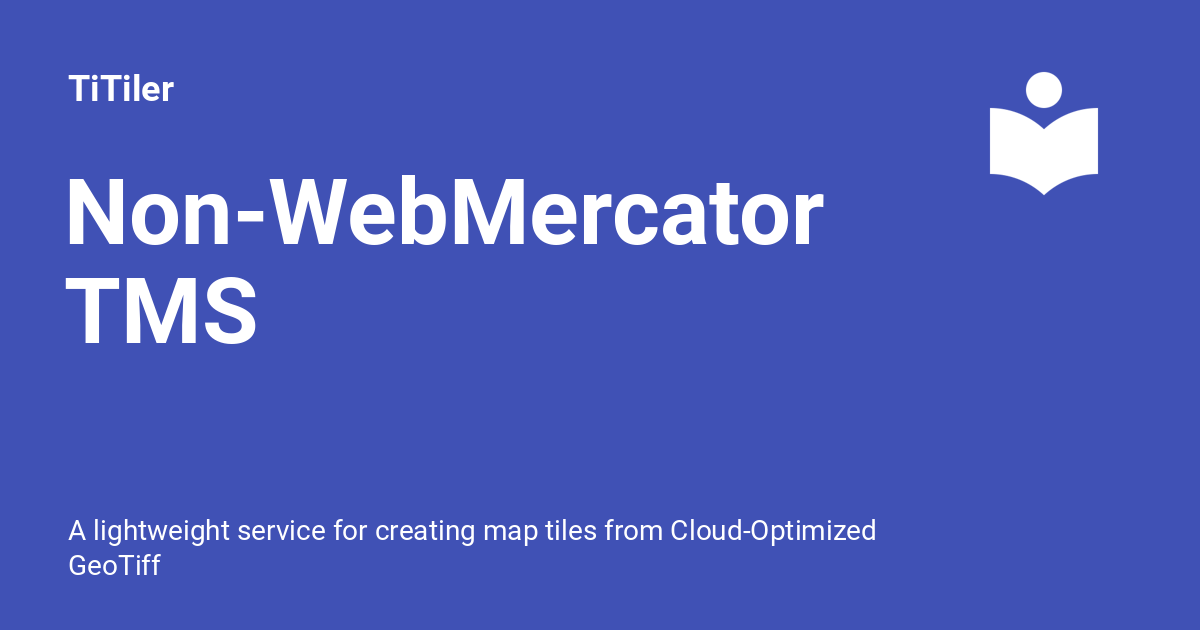 TiTiler
Non-WebMercator
TMS
A lightweight service for creating map tiles from Cloud-Optimized
GeoTiff